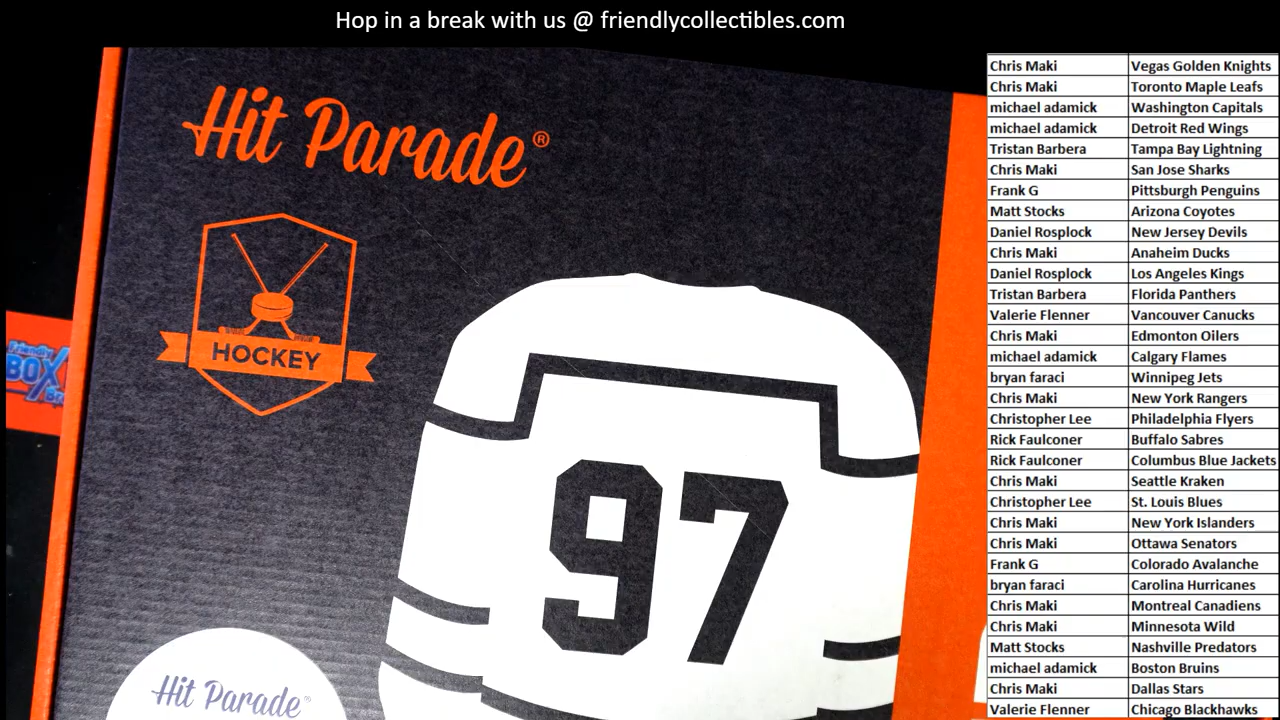 Hop in a break with us @ friendlycollectibles.com
Hit Parade®
HOCKEY
97
Hit Parade
Friendly
BOX
Chris Maki Vegas Golden Knights
Chris Maki Toronto Maple Leafs
michael adamick Washington Capitals
michael adamick Detroit Red Wings
Tristan Barbera Tampa Bay Lightning
Chris Maki San Jose Sharks
Frank G Pittsburgh Penguins
Matt Stocks Arizona Coyotes
Daniel Rosplock New Jersey Devils
Chris Maki Anaheim Ducks
Daniel Rosplock Los Angeles Kings
Tristan Barbera Florida Panthers
Valerie Flenner Vancouver Canucks
Chris Maki Edmonton Oilers
michael adamick Calgary Flames
bryan faraci Winnipeg Jets
Chris Maki New York Rangers
Christopher Lee Philadelphia Flyers
Rick Faulconer Buffalo Sabres
Rick Faulconer Columbus Blue Jackets
Chris Maki Seattle Kraken
Christopher Lee St. Louis Blues
Chris Maki New York Islanders
Chris Maki Ottawa Senators
Frank G Colorado Avalanche
bryan faraci Carolina Hurricanes
Chris Maki Montreal Canadiens
Chris Maki Minnesota Wild
Matt Stocks Nashville Predators
michael adamick Boston Bruins
Chris Maki Dallas Stars
Valerie Flenner Chicago Blackhawks